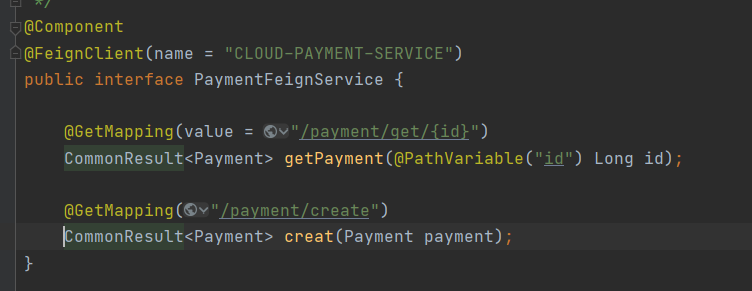 */
@Component
@FeignClient(name = "CLOUD-PAYMENT-SERVICE")
public interface PaymentFeignService {
@GetMapping(value = "/payment/get/{id}")
CommonResult<Payment> getPayment(@PathVariable("id") Long id);
@GetMapping("/payment/create")
CommonResult<Payment> creat(Payment payment);
}